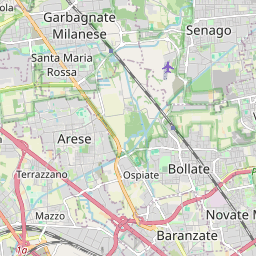 Garbagnate
Milanese
Senago
Santa Maria
Rossa
Arese
Terrazzano
Bollate
Ospiate
Mazzo
Novate M
Baranzate